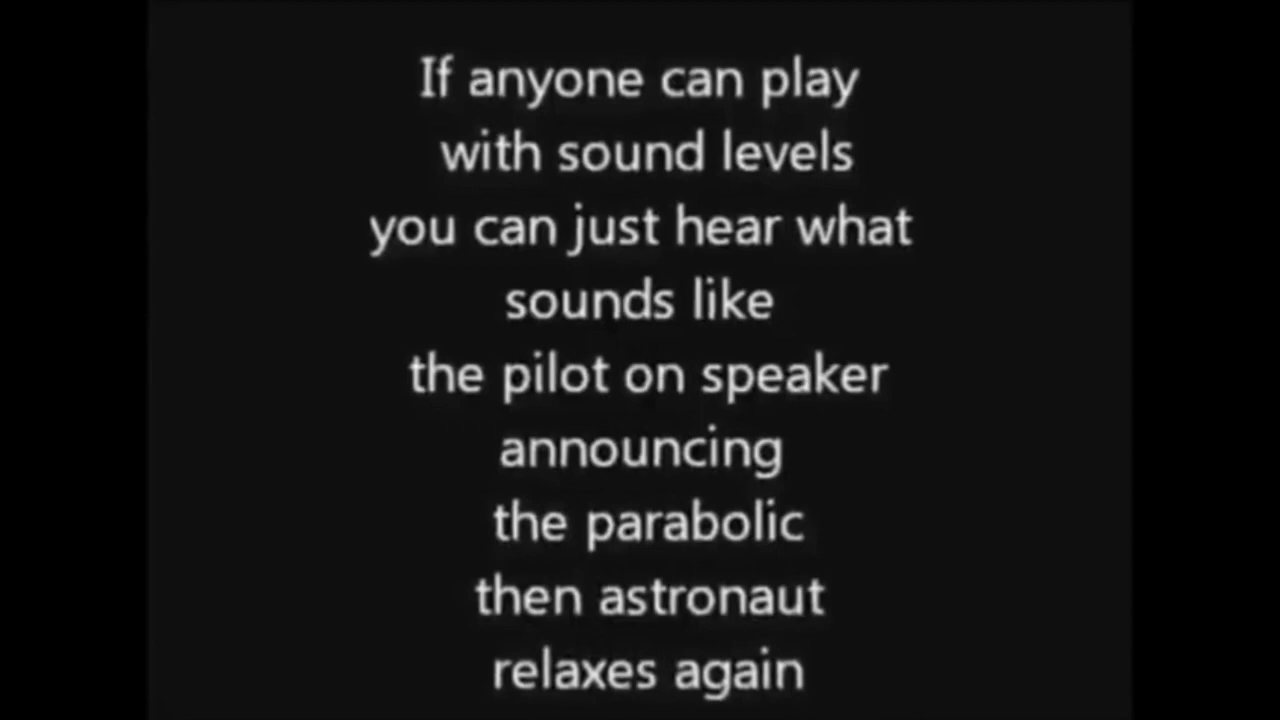 If anyone can play
with sound levels
you can just hear what
sounds like
the pilot on speaker
announcing
the parabolic
then astronaut
relaxes again